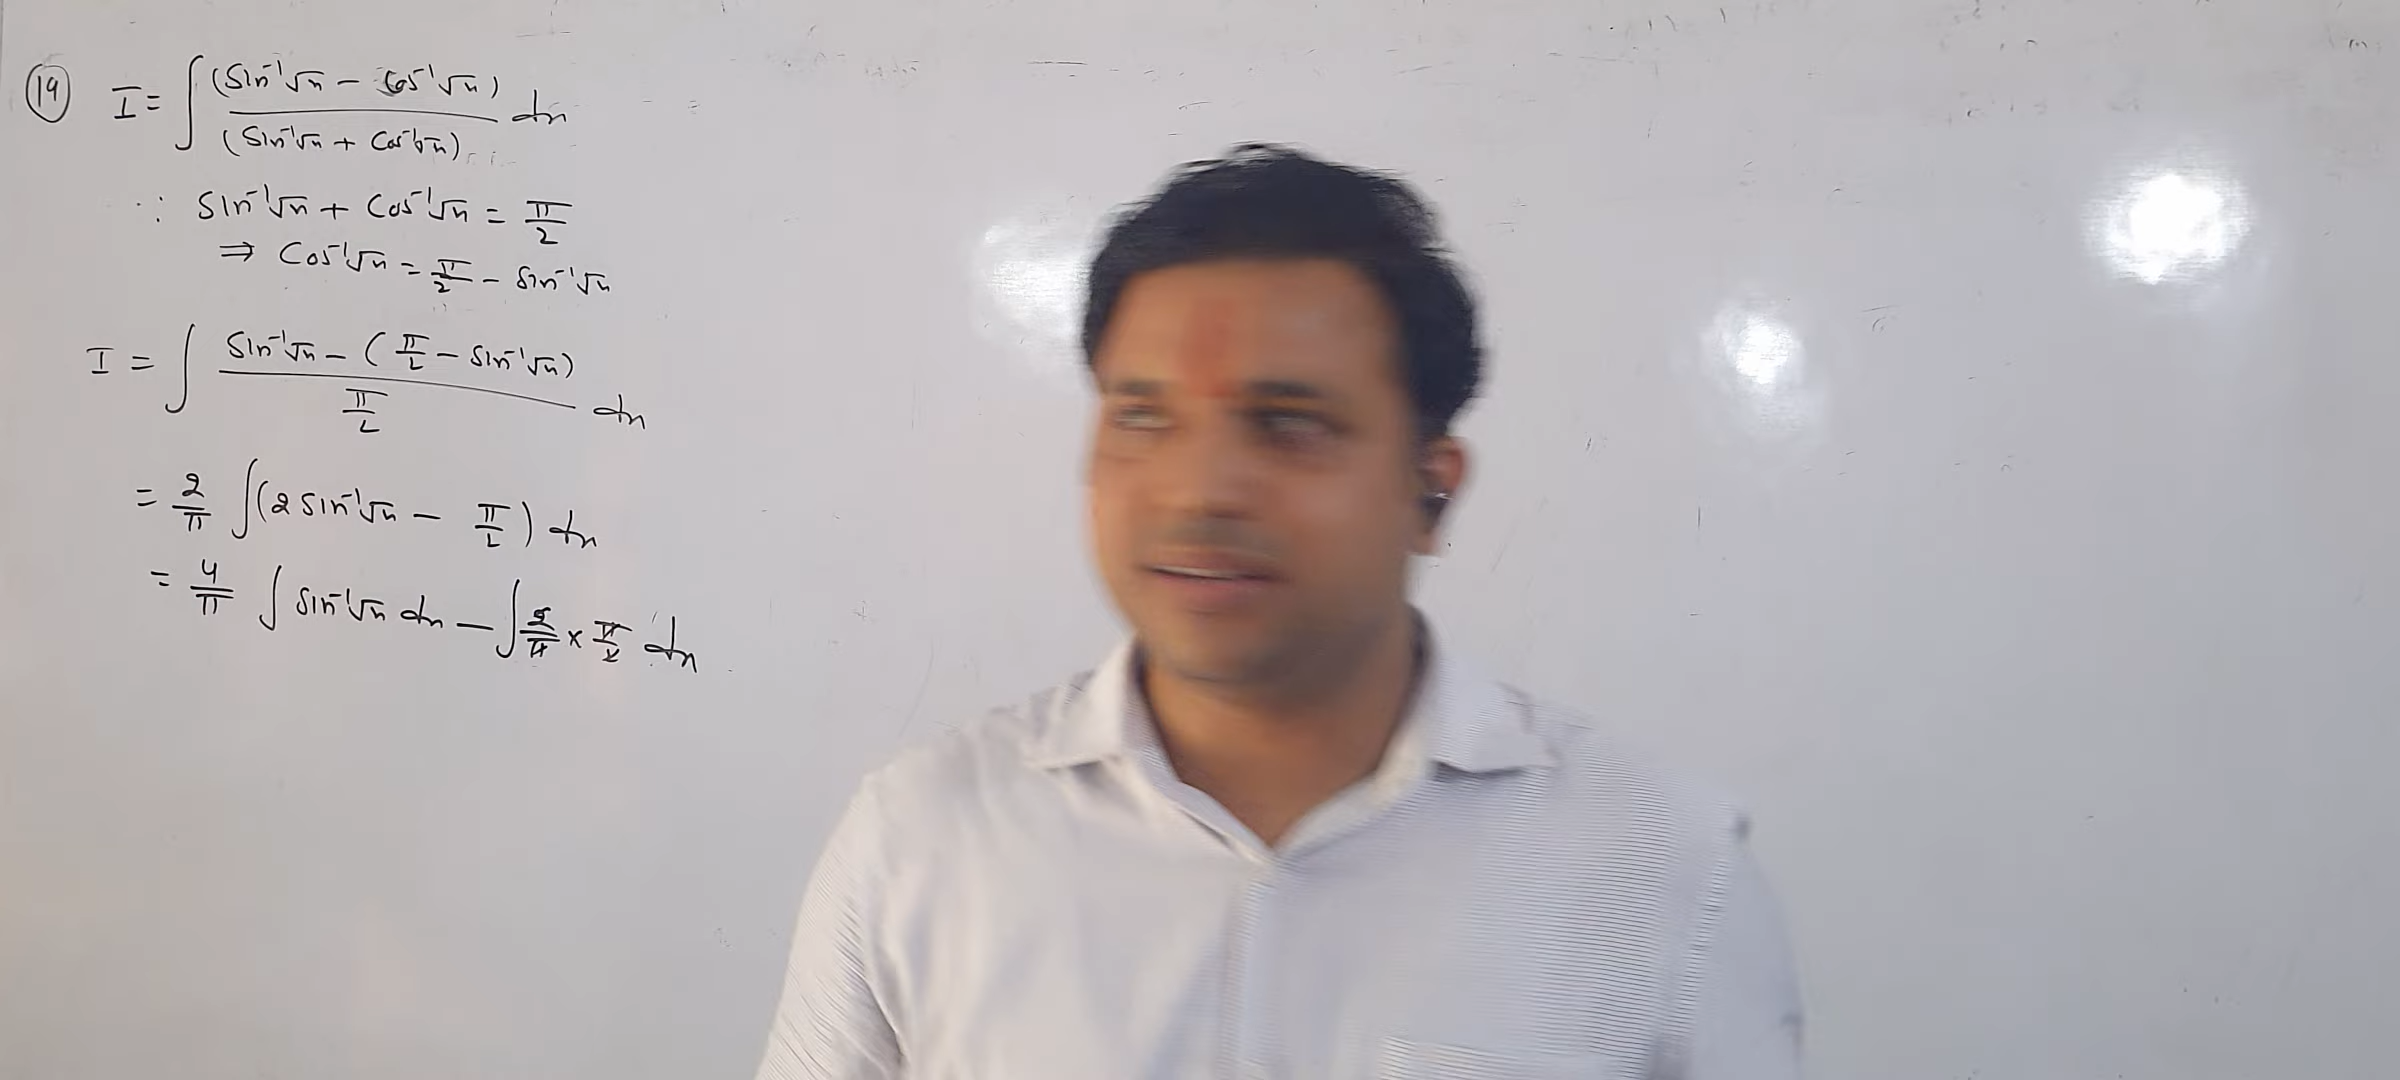 (19) I = ∫ (Sin⁻¹√x − Cos⁻¹√x) / (Sin⁻¹√x + Cos⁻¹√x) dx
∵ Sin⁻¹√x + Cos⁻¹√x = π/2
⇒ Cos⁻¹√x = π/2 − Sin⁻¹√x
I = ∫ Sin⁻¹√x − (π/2 − Sin⁻¹√x) / π/2 dx
= 2/π ∫(2 Sin⁻¹√x − π/2) dx
= 4/π ∫ Sin⁻¹√x dx − ∫ 2/π × π/2 dx